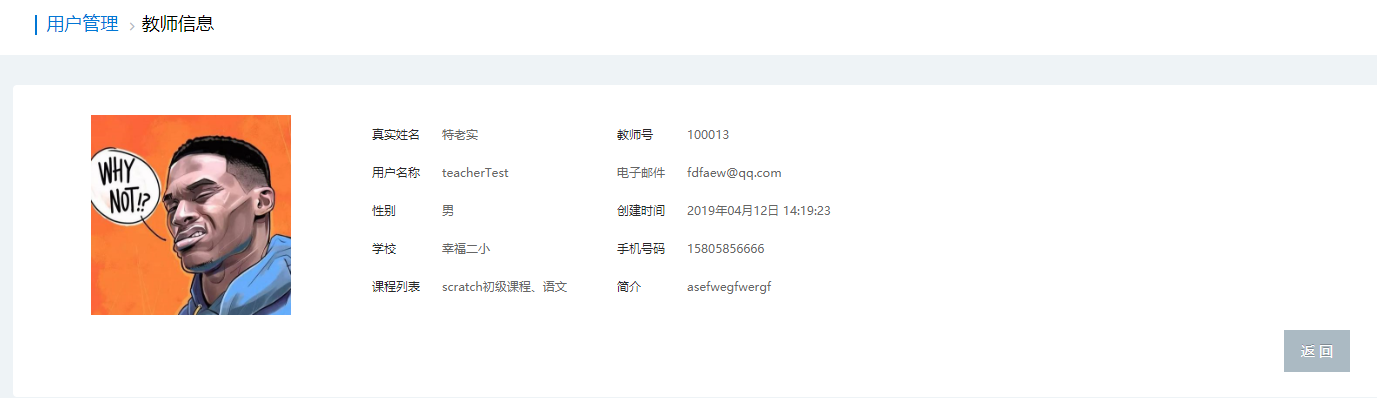 用户管理 › 教师信息
WHY
NOT!?
真实姓名 特老实 教师号 100013
用户名称 teacherTest 电子邮件 fdfaew@qq.com
性别 男 创建时间 2019年04月12日 14:19:23
学校 幸福二小 手机号码 15805856666
课程列表 scratch初级课程、语文 简介 asefwegfwergf
返 回